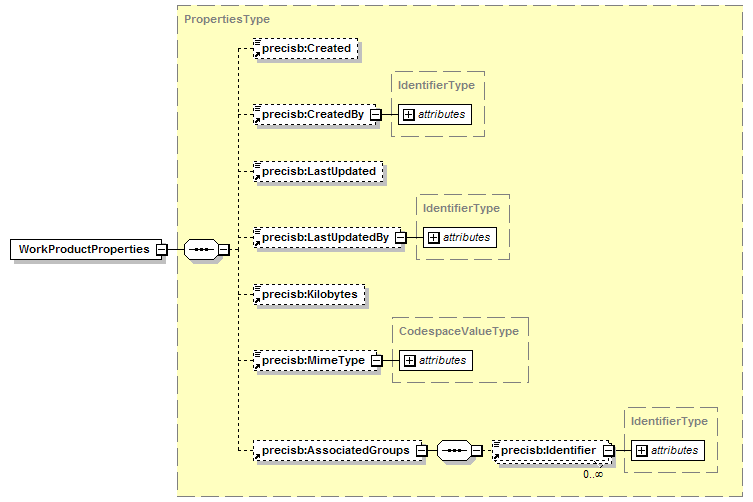 PropertiesType
precisb:Created
IdentifierType
precisb:CreatedBy
attributes
precisb:LastUpdated
IdentifierType
precisb:LastUpdatedBy
attributes
WorkProductProperties
precisb:Kilobytes
CodespaceValueType
precisb:MimeType
attributes
IdentifierType
precisb:AssociatedGroups
precisb:Identifier
attributes
0..∞